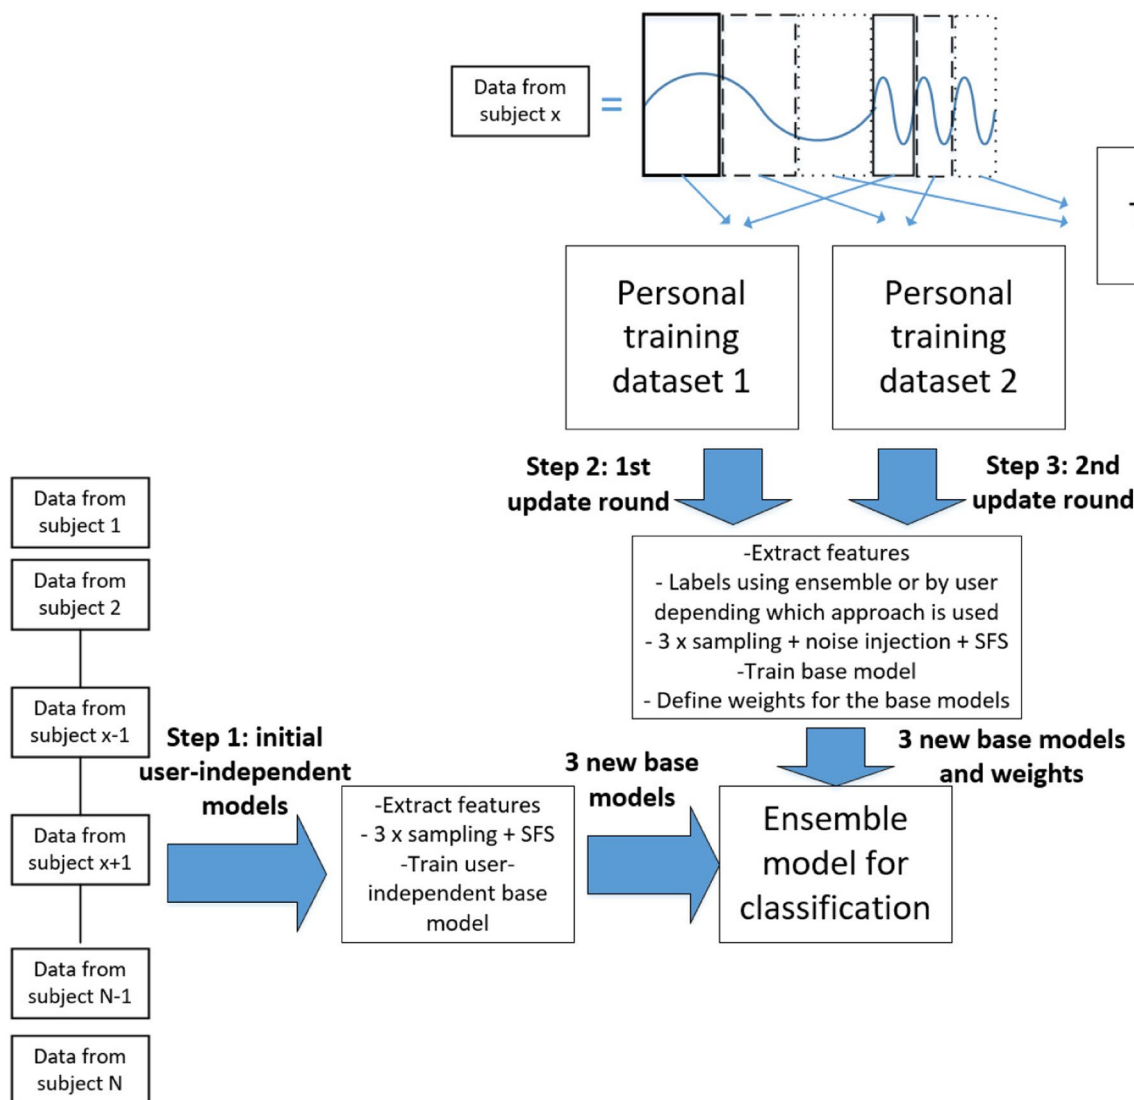 Data from
subject x
=
Personal
training
dataset 1
Personal
training
dataset 2
Step 2: 1st
update round
Step 3: 2nd
update round
-Extract features
- Labels using ensemble or by user
depending which approach is used
- 3 x sampling + noise injection + SFS
-Train base model
- Define weights for the base models
3 new base models
and weights
Data from
subject 1
Data from
subject 2
Data from
subject x-1
Data from
subject x+1
Data from
subject N-1
Data from
subject N
Step 1: initial
user-independent
models
-Extract features
- 3 x sampling + SFS
-Train user-
independent base
model
3 new base
models
Ensemble
model for
classification